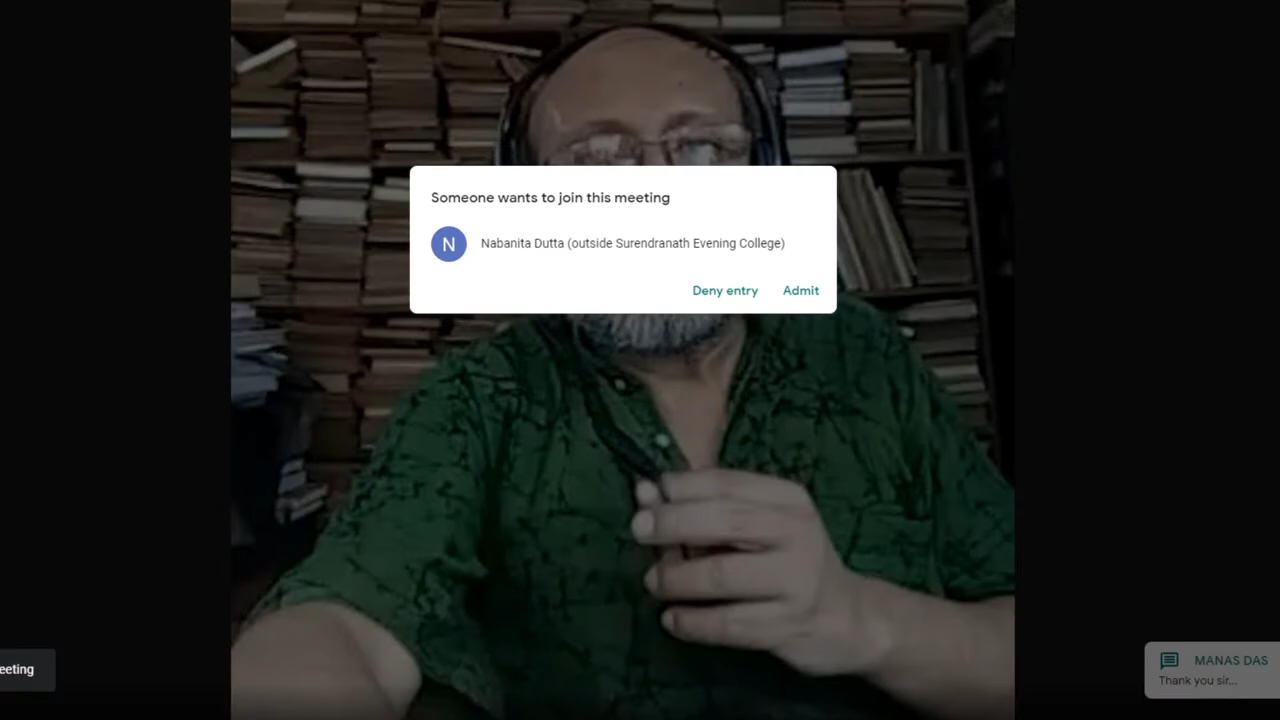 Someone wants to join this meeting
N
Nabanita Dutta (outside Surendranath Evening College)
Deny entry
Admit
eeting
MANAS DAS
Thank you sir...